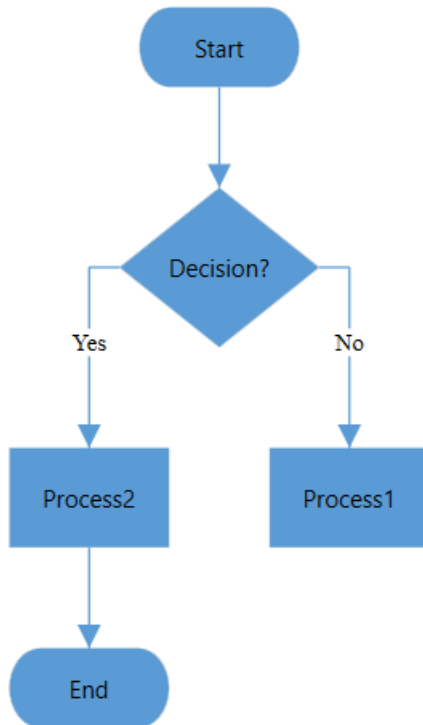 Start
Decision?
Yes
No
Process2
Process1
End